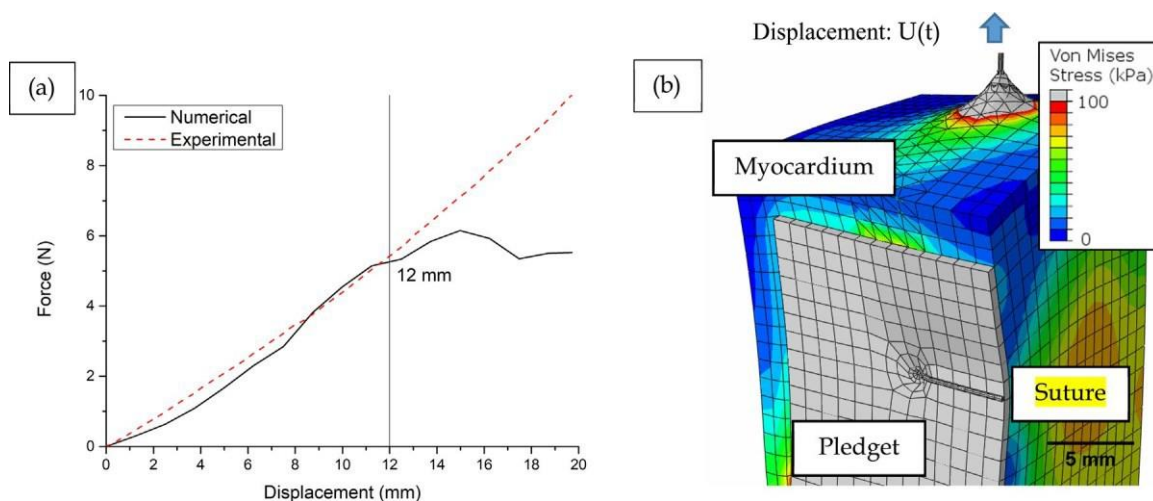 (a)
10
8
6
4
2
0
Force (N)
Numerical
Experimental
12 mm
0 2 4 6 8 10 12 14 16 18 20
Displacement (mm)
Displacement: U(t)
(b)
Von Mises
Stress (kPa)
100
0
Myocardium
Suture
5 mm
Pledget